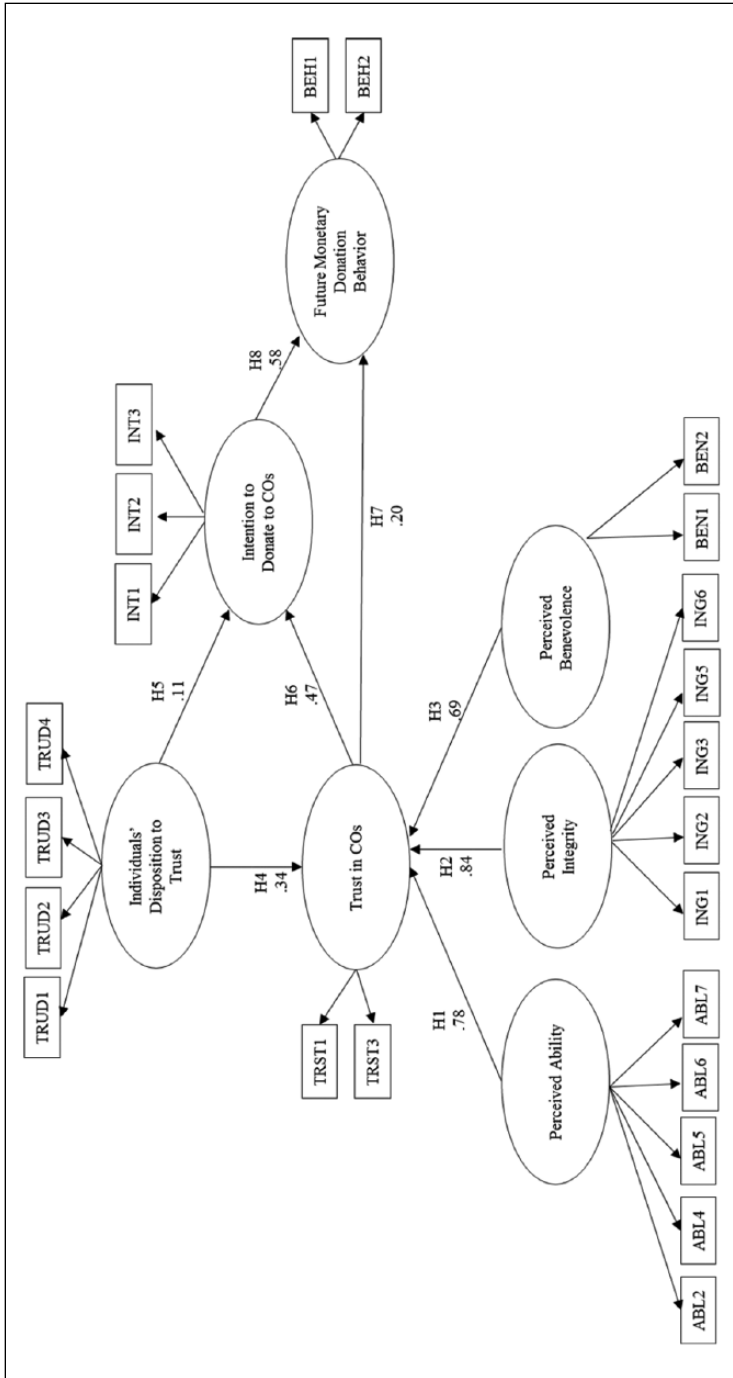 TRUD1
TRUD2
TRUD3
TRUD4
INT1
INT2
INT3
BEH1
BEH2
Individuals'
Disposition to
Trust
H5
.11
Intention to
Donate to COs
H8
.58
Future Monetary
Donation
Behavior
H4
.34
H6
.47
TRST1
TRST3
Trust in COs
H7
.20
H1
.78
H2
.84
H3
.69
Perceived Ability
Perceived
Integrity
Perceived
Benevolence
ABL2
ABL4
ABL5
ABL6
ABL7
ING1
ING2
ING3
ING5
ING6
BEN1
BEN2